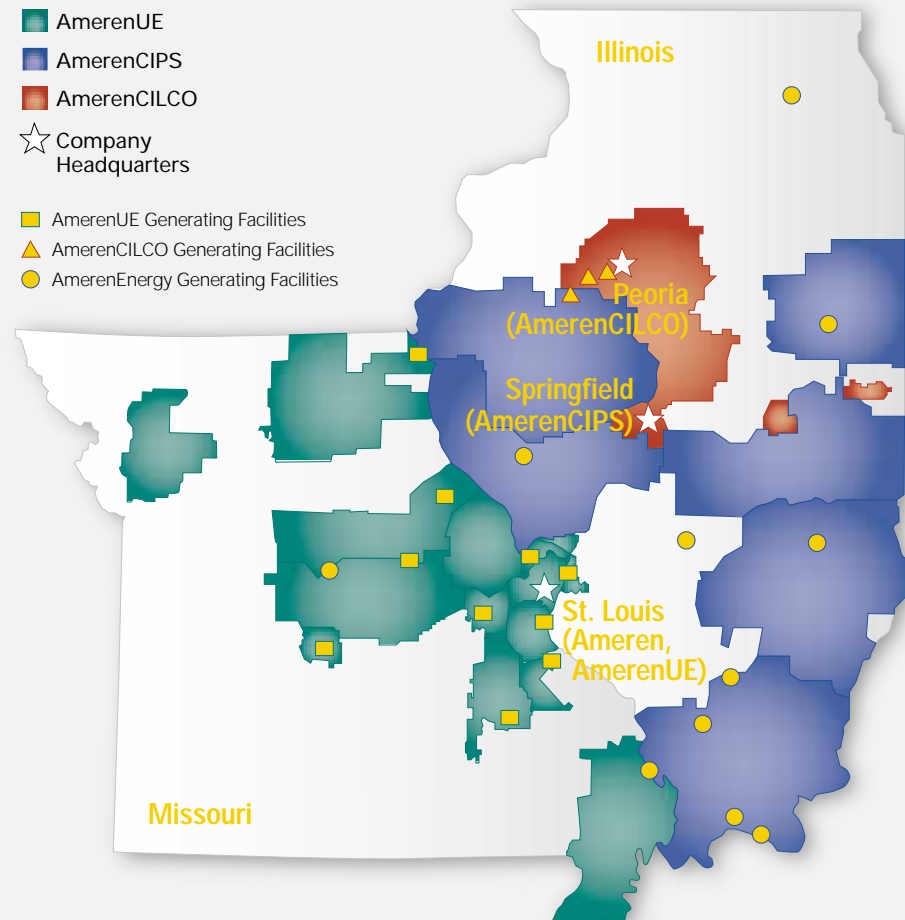 AmerenUE
AmerenCIPS
AmerenCILCO
Company
Headquarters
AmerenUE Generating Facilities
AmerenCILCO Generating Facilities
AmerenEnergy Generating Facilities
Illinois
Peoria
(AmerenCILCO)
Springfield
(AmerenCIPS)
St. Louis
(Ameren,
AmerenUE)
Missouri